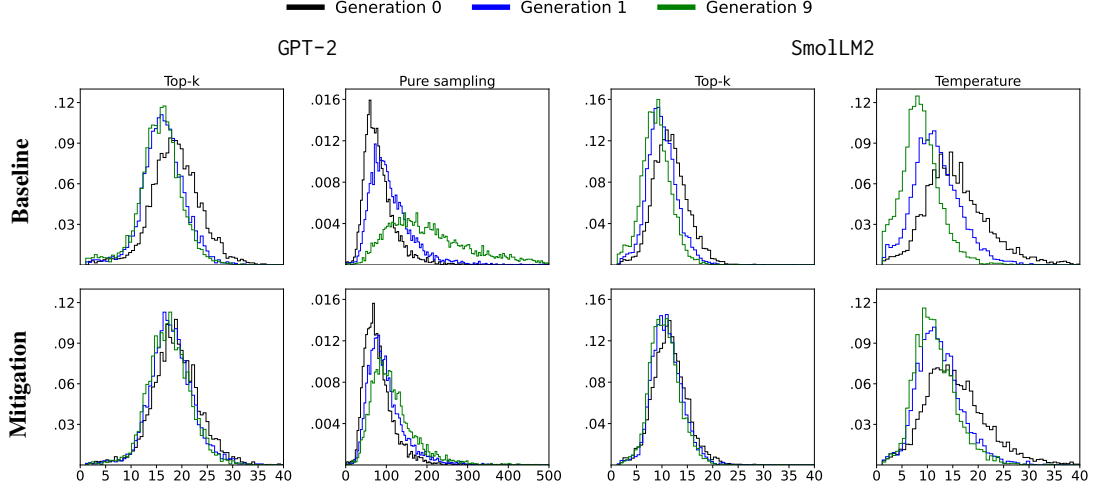 Generation 0 Generation 1 Generation 9
GPT-2 SmolLM2
Top-k Pure sampling Top-k Temperature
Baseline
.12 .09 .06 .03
.016 .012 .008 .004
.16 .12 .08 .04
.12 .09 .06 .03
Mitigation
.12 .09 .06 .03
.016 .012 .008 .004
.16 .12 .08 .04
.12 .09 .06 .03
0 5 10 15 20 25 30 35 40
0 100 200 300 400 500
0 5 10 15 20 25 30 35 40
0 5 10 15 20 25 30 35 40